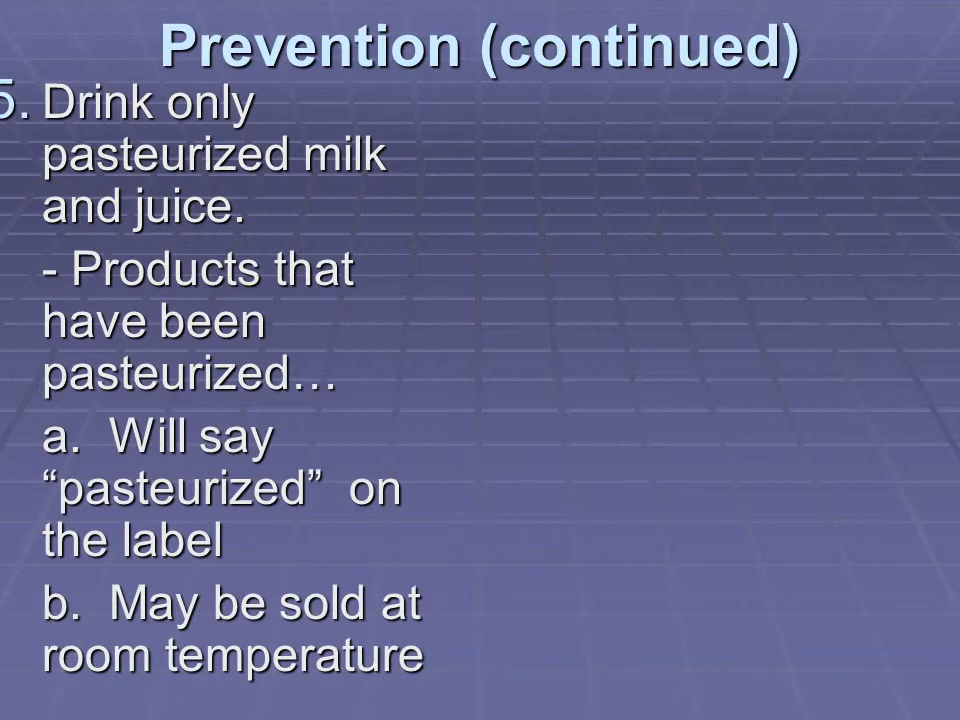 Prevention (continued)
5. Drink only
pasteurized milk
and juice.
- Products that
have been
pasteurized…
a. Will say
“pasteurized” on
the label
b. May be sold at
room temperature